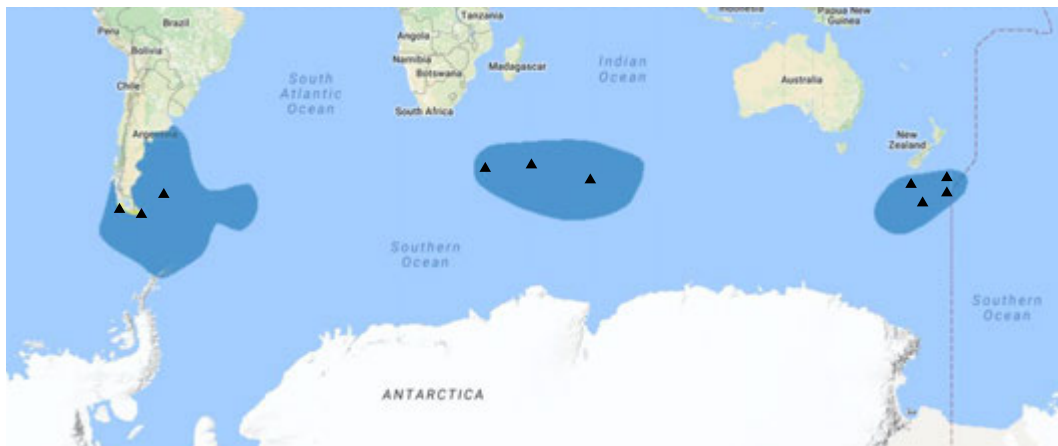 Peru
Brazil
Bolivia
Chile
Argentina
South
Atlantic
Ocean
Tanzania
Angola
Namibia
Botswana
Madagascar
South Africa
Indian
Ocean
Indonesia
Papua New
Guinea
Australia
New
Zealand
Southern
Ocean
Southern
Ocean
ANTARCTICA